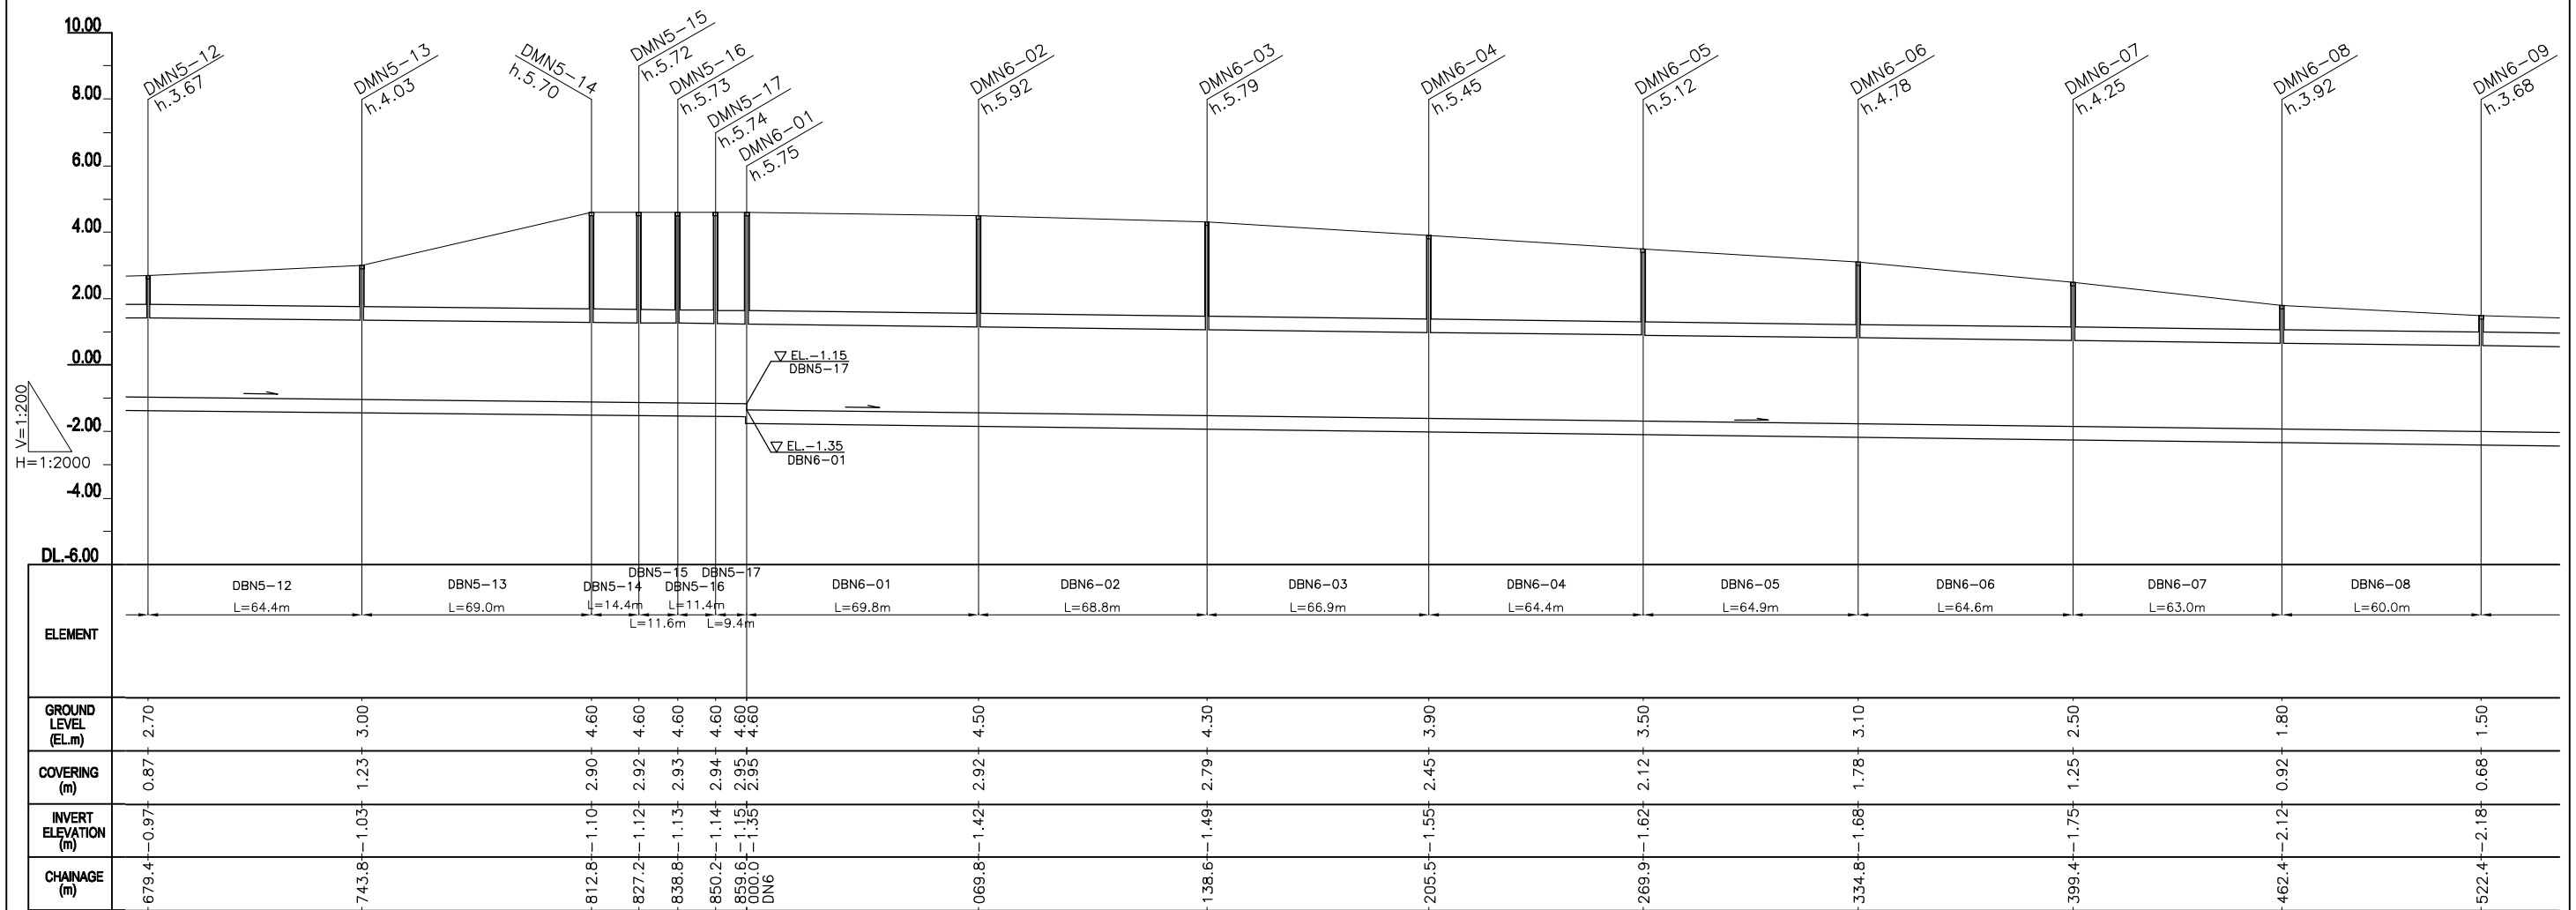 10.00
8.00
6.00
4.00
2.00
0.00
-2.00
-4.00
DL.-6.00
V=1:200
H=1:2000
DMN5-12
h.3.67
DMN5-13
h.4.03
DMN5-14
h.5.70
DMN5-15
h.5.72
DMN5-16
h.5.73
DMN5-17
h.5.74
DMN6-01
h.5.75
DMN6-02
h.5.92
DMN6-03
h.5.79
DMN6-04
h.5.45
DMN6-05
h.5.12
DMN6-06
h.4.78
DMN6-07
h.4.25
DMN6-08
h.3.92
DMN6-09
h.3.68
EL.-1.15
DBN5-17
EL.-1.35
DBN6-01
ELEMENT
DBN5-12
L=64.4m
DBN5-13
L=69.0m
DBN5-14
L=14.4m
DBN5-15
L=11.6m
DBN5-16
L=11.4m
DBN5-17
L=9.4m
DBN6-01
L=69.8m
DBN6-02
L=68.8m
DBN6-03
L=66.9m
DBN6-04
L=64.4m
DBN6-05
L=64.9m
DBN6-06
L=64.6m
DBN6-07
L=63.0m
DBN6-08
L=60.0m
GROUND
LEVEL
(EL.m)
2.70
3.00
4.60
4.60
4.60
4.60
4.60
4.60
4.50
4.30
3.90
3.50
3.10
2.50
1.80
1.50
COVERING
(m)
0.87
1.23
2.90
2.92
2.93
2.94
2.95
2.95
2.92
2.79
2.45
2.12
1.78
1.25
0.92
0.68
INVERT
ELEVATION
(m)
-0.97
-1.03
-1.10
-1.12
-1.13
-1.14
-1.15
-1.35
-1.42
-1.49
-1.55
-1.62
-1.68
-1.75
-2.12
-2.18
CHAINAGE
(m)
679.4
743.8
812.8
827.2
838.8
850.2
859.6
000.0
DN6
069.8
138.6
205.5
269.9
334.8
399.4
462.4
522.4